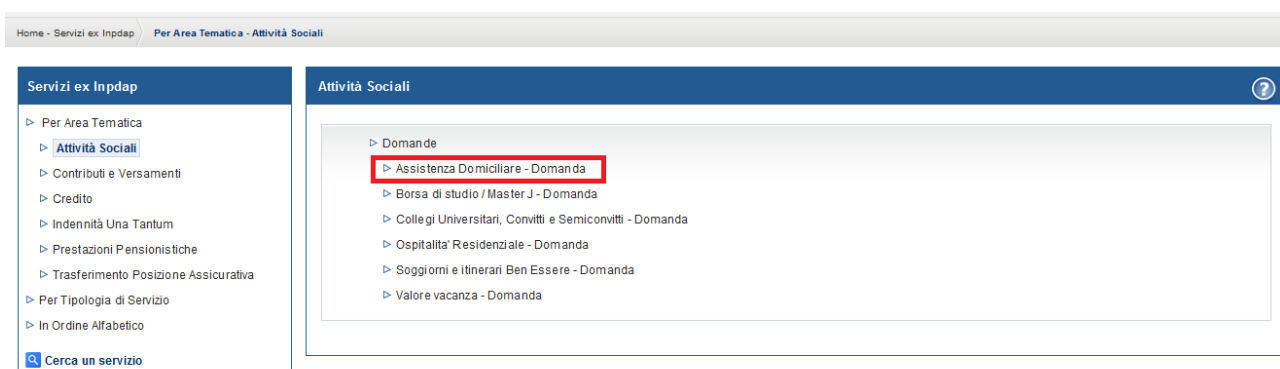 Home - Servizi ex Inpdap
Per Area Tematica - Attività Sociali
Servizi ex Inpdap
Per Area Tematica
Attività Sociali
Contributi e Versamenti
Credito
Indennità Una Tantum
Prestazioni Pensionistiche
Trasferimento Posizione Assicurativa
Per Tipologia di Servizio
In Ordine Alfabetico
Cerca un servizio
Attività Sociali
?
Domande
Assistenza Domiciliare - Domanda
Borsa di studio / Master J - Domanda
Collegi Universitari, Convitti e Semiconvitti - Domanda
Ospitalita' Residenziale - Domanda
Soggiorni e itinerari Ben Essere - Domanda
Valore vacanza - Domanda